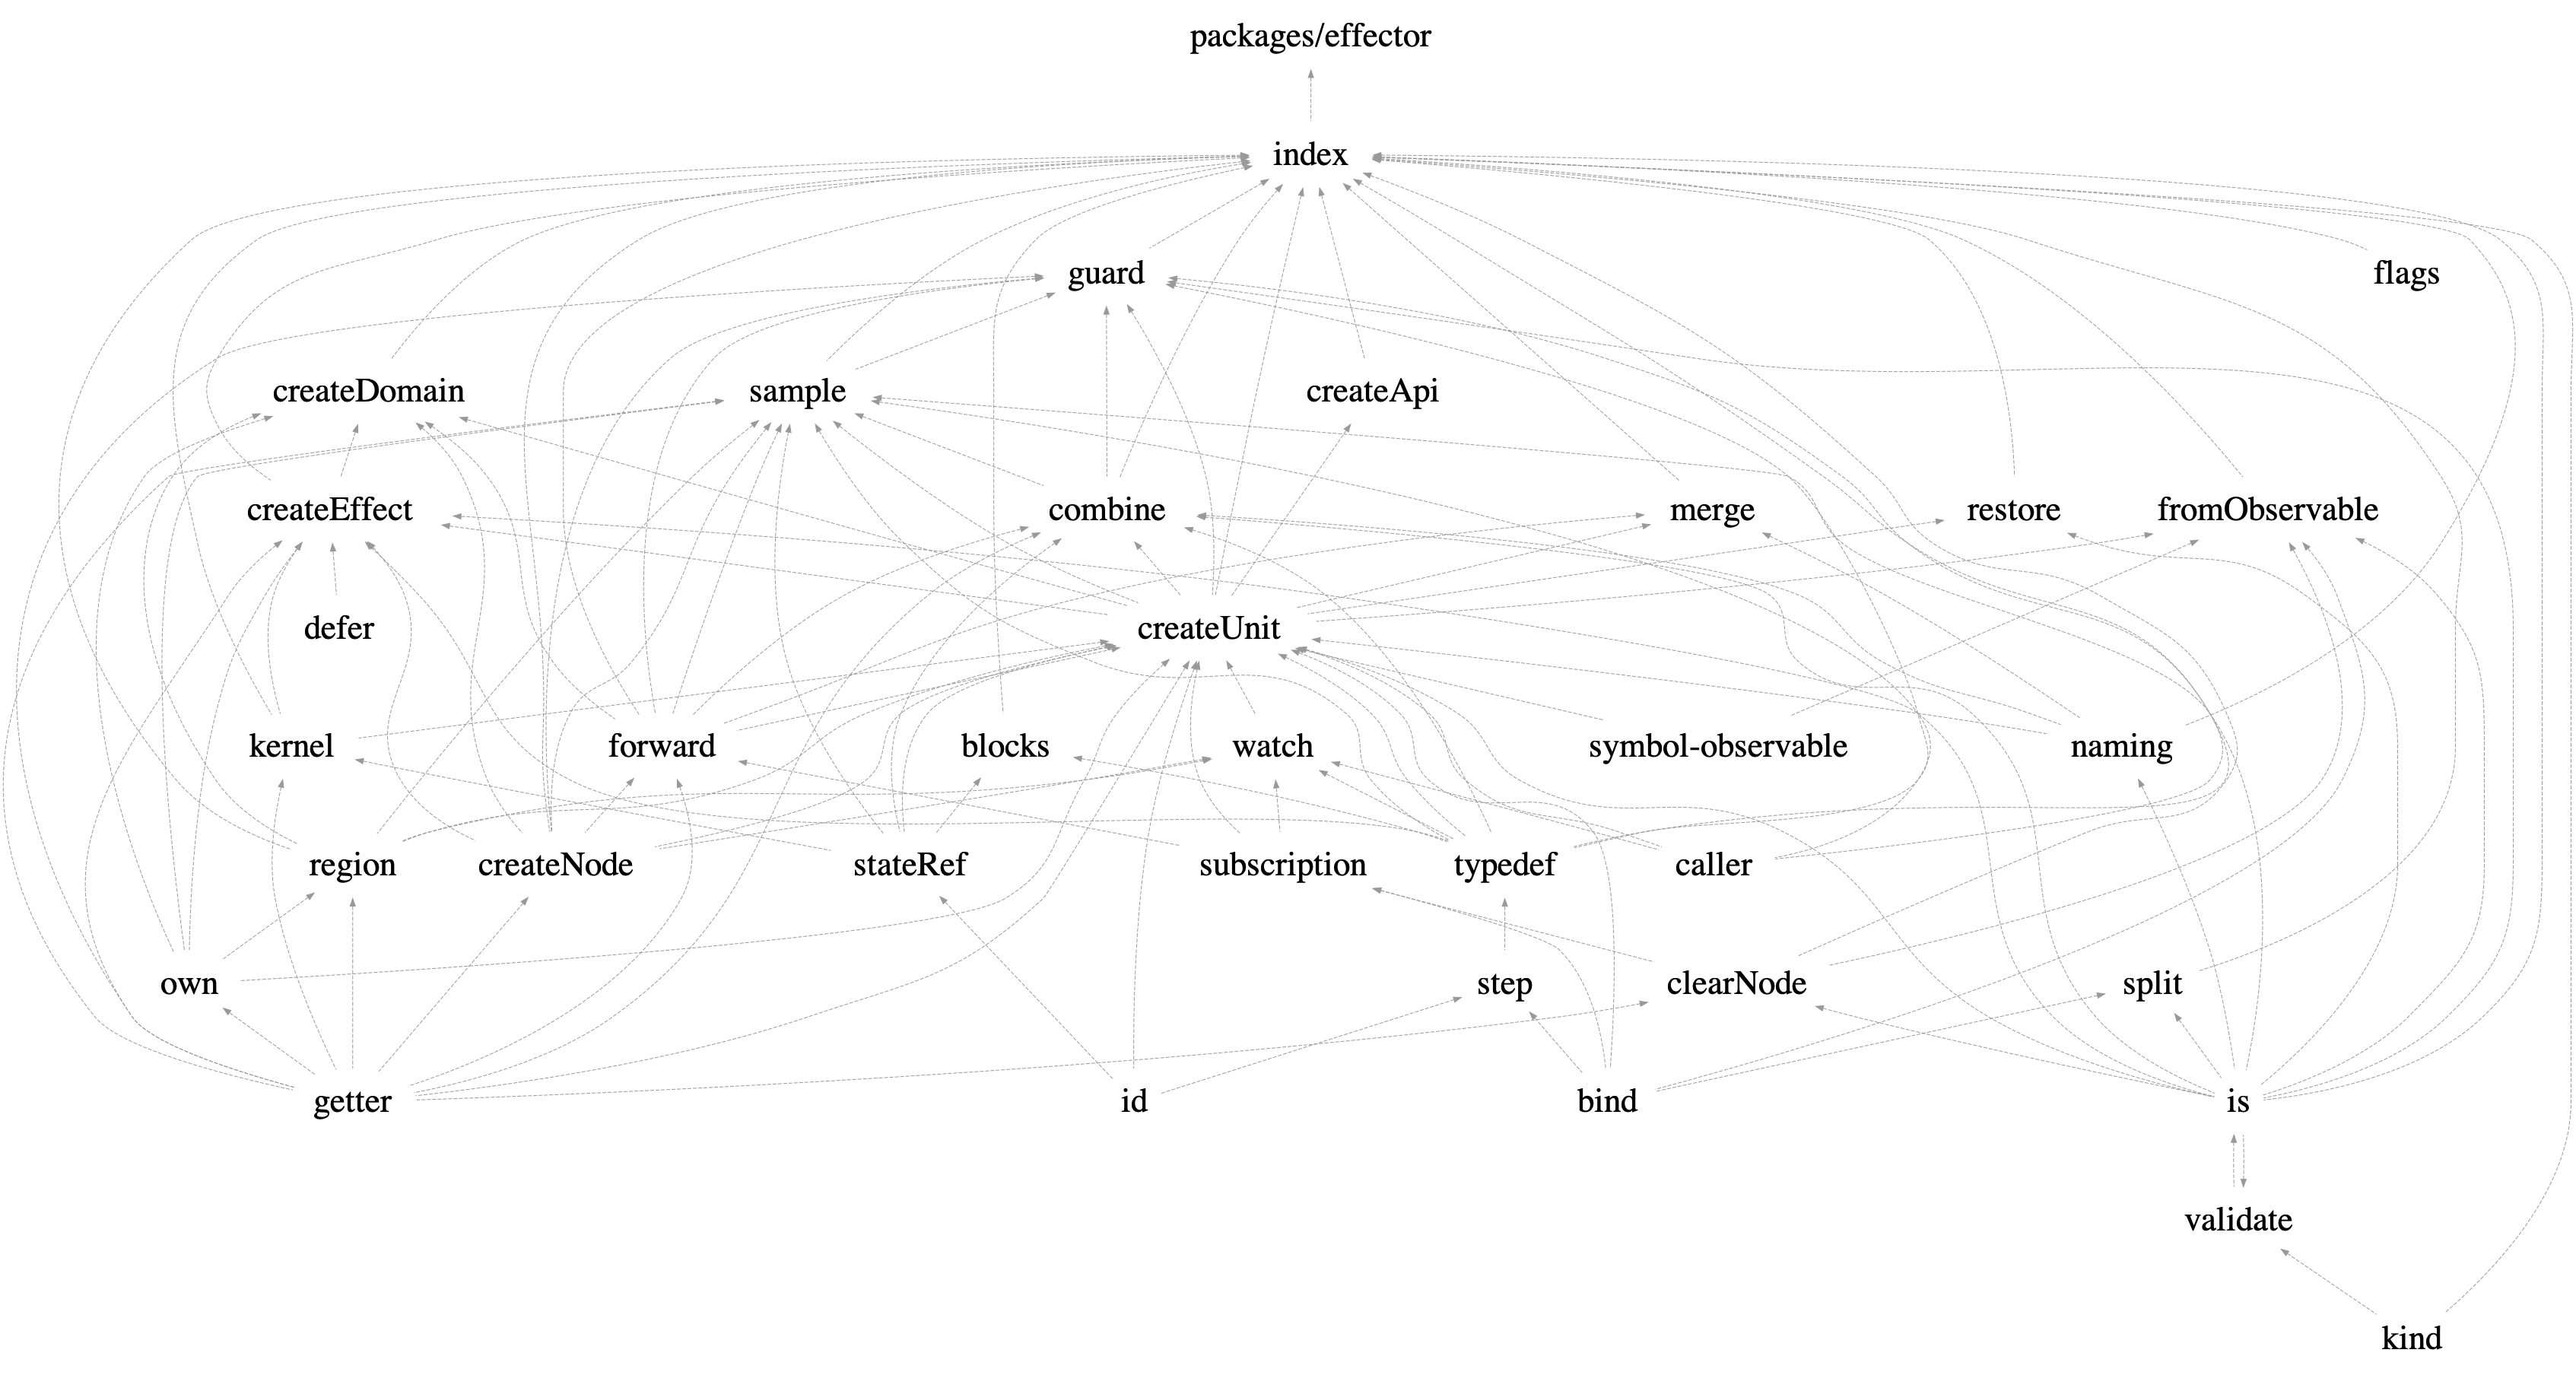 packages/effector
index
guard
flags
createDomain
sample
createApi
createEffect
combine
merge
restore
fromObservable
defer
createUnit
kernel
forward
blocks
watch
symbol-observable
naming
region
createNode
stateRef
subscription
typedef
caller
own
step
clearNode
split
getter
id
bind
is
validate
kind